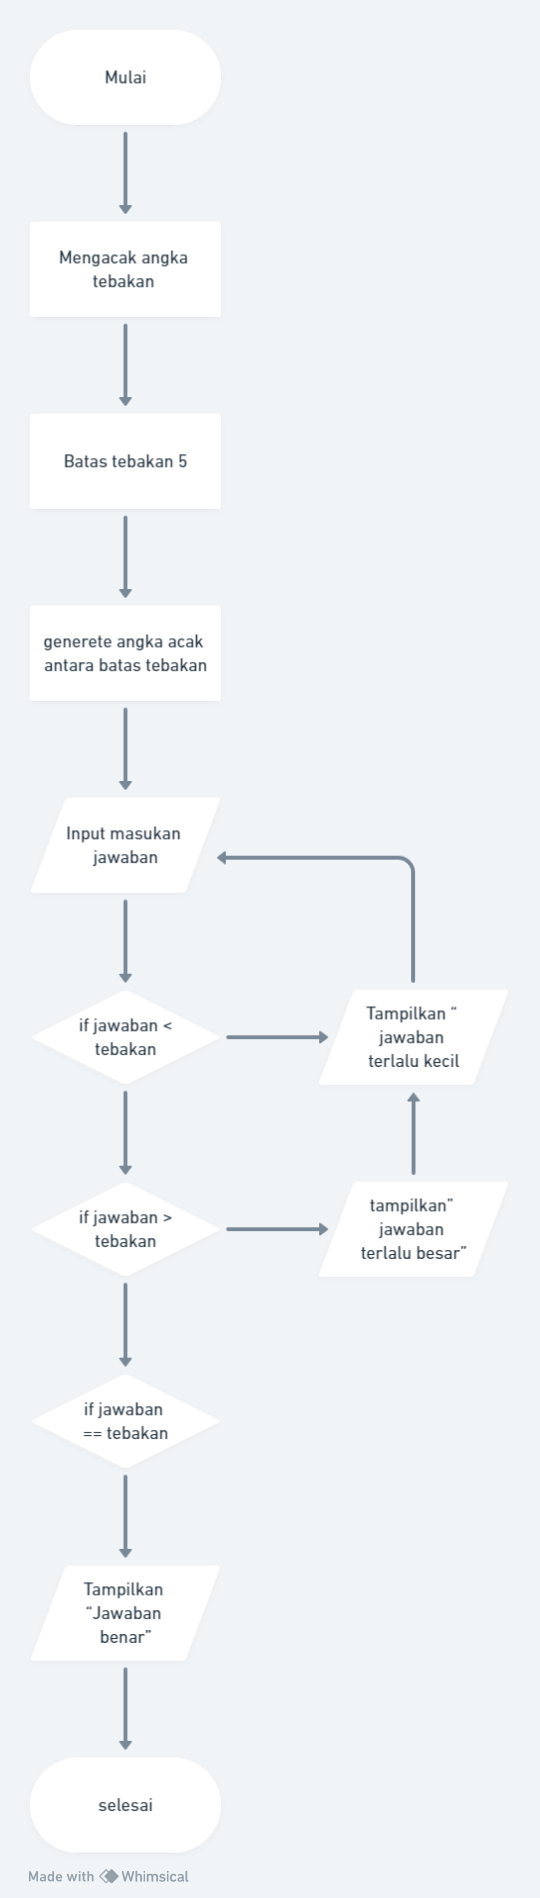 Mulai
Mengacak angka
tebakan
Batas tebakan 5
generete angka acak
antara batas tebakan
Input masukan
jawaban
if jawaban <
tebakan
Tampilkan “
jawaban
terlalu kecil
if jawaban >
tebakan
tampilkan”
jawaban
terlalu besar”
if jawaban
== tebakan
Tampilkan
“Jawaban
benar”
selesai
Made with Whimsical